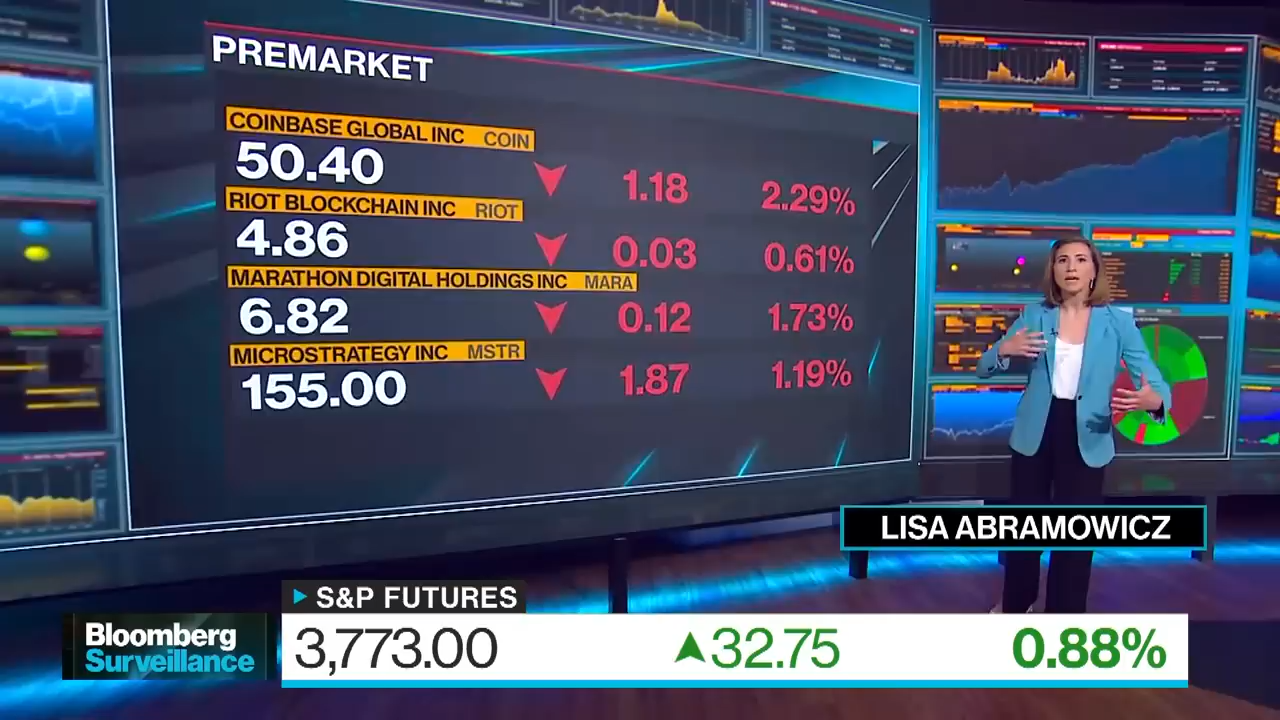 PREMARKET
COINBASE GLOBAL INC COIN
50.40 1.18 2.29%
RIOT BLOCKCHAIN INC RIOT
4.86 0.03 0.61%
MARATHON DIGITAL HOLDINGS INC MARA
6.82 0.12 1.73%
MICROSTRATEGY INC MSTR
155.00 1.87 1.19%
LISA ABRAMOWICZ
S&P FUTURES
Bloomberg
Surveillance
3,773.00 32.75 0.88%